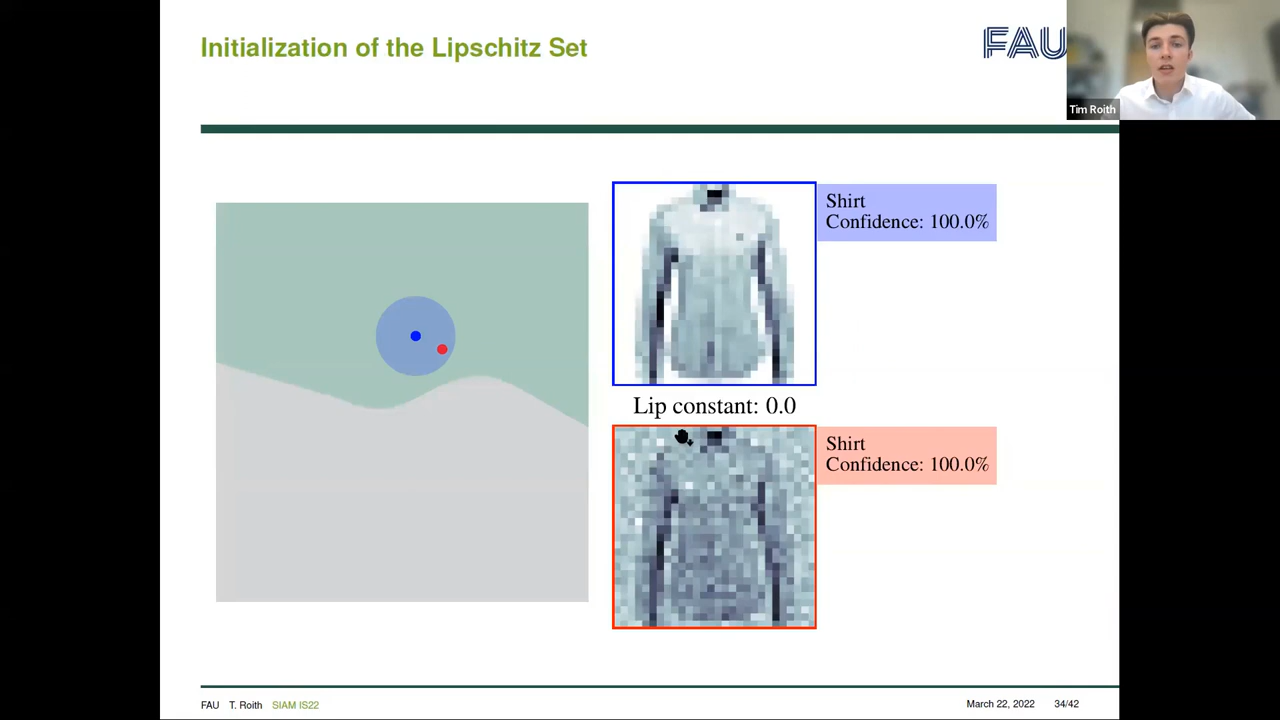 Initialization of the Lipschitz Set
FAU
Tim Roith
Shirt
Confidence: 100.0%
Lip constant: 0.0
Shirt
Confidence: 100.0%
FAU T. Roith SIAM IS22
March 22, 2022 34/42